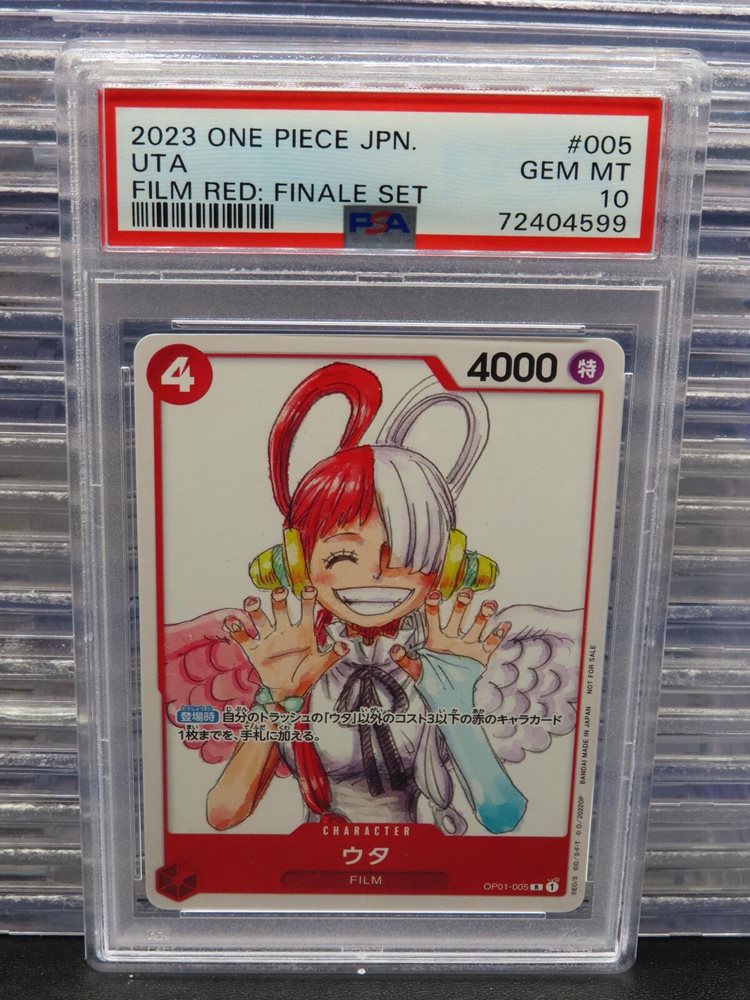 2023 ONE PIECE JPN.
#005
UTA
GEM MT
FILM RED: FINALE SET
10
PSA
72404599
4
4000
特
登場時 自分のトラッシュの「ウタ」以外のコスト3以下の赤のキャラカード
1枚までを、手札に加える。
CHARACTER
ウタ
FILM
OP01-005 R 1
©E/S ©O/S・F・T © O./2022OP BANDAI MADE IN JAPAN NOT FOR SALE